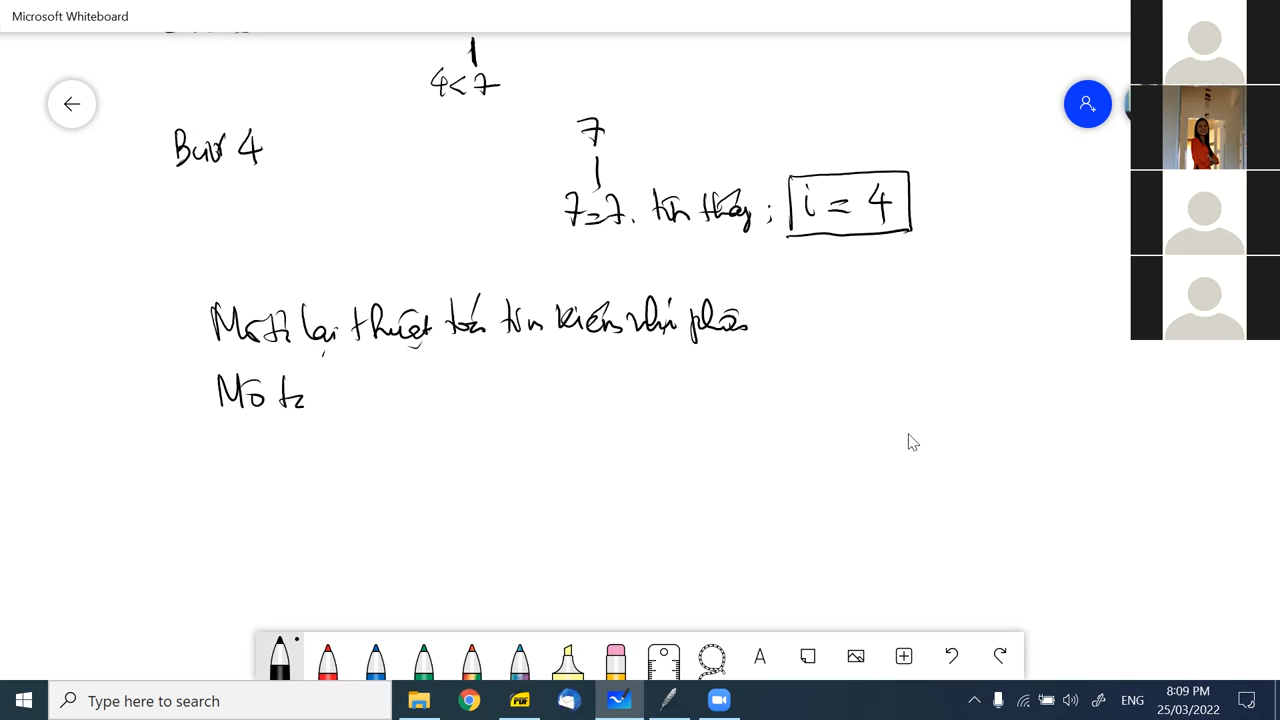 Microsoft Whiteboard
4<7
Bước 4
7
7=7. tìm thấy; i = 4
Mô tả lại thuật toán tìm kiếm nhị phân
Mô tả
A
Type here to search
PDF
ENG
8:09 PM
25/03/2022